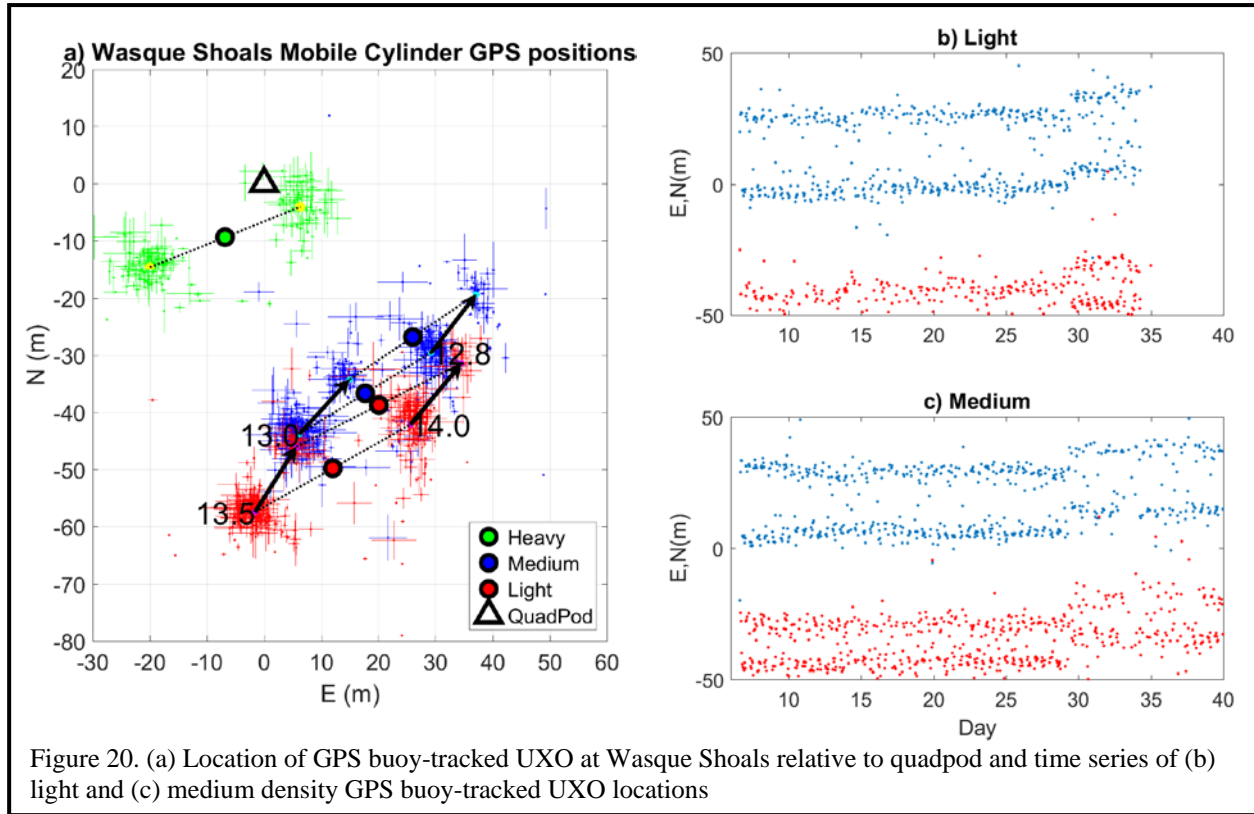 a) Wasque Shoals Mobile Cylinder GPS positions
20
10
0
-10
-20
-30
-40
-50
-60
-70
-80
N (m)
12.8
13.0
14.0
13.5
Heavy
Medium
Light
QuadPod
-30 -20 -10 0 10 20 30 40 50 60
E (m)
b) Light
50
0
-50
E,N(m)
10 15 20 25 30 35 40
c) Medium
50
0
-50
E,N(m)
10 15 20 25 30 35 40
Day
Figure 20. (a) Location of GPS buoy-tracked UXO at Wasque Shoals relative to quadpod and time series of (b)
light and (c) medium density GPS buoy-tracked UXO locations